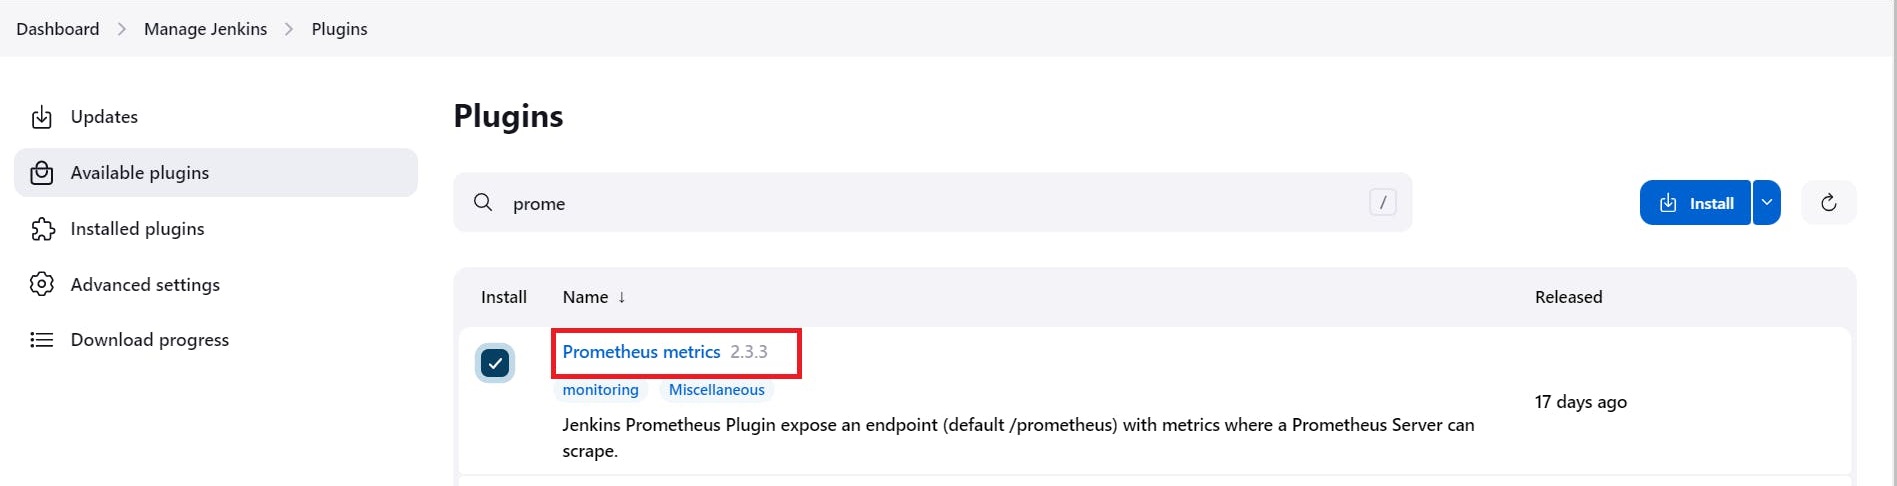 Dashboard > Manage Jenkins > Plugins
Updates
Available plugins
Installed plugins
Advanced settings
Download progress
Plugins
prome /
Install
Install Name ↓ Released
Prometheus metrics 2.3.3
monitoring Miscellaneous
Jenkins Prometheus Plugin expose an endpoint (default /prometheus) with metrics where a Prometheus Server can
scrape.
17 days ago